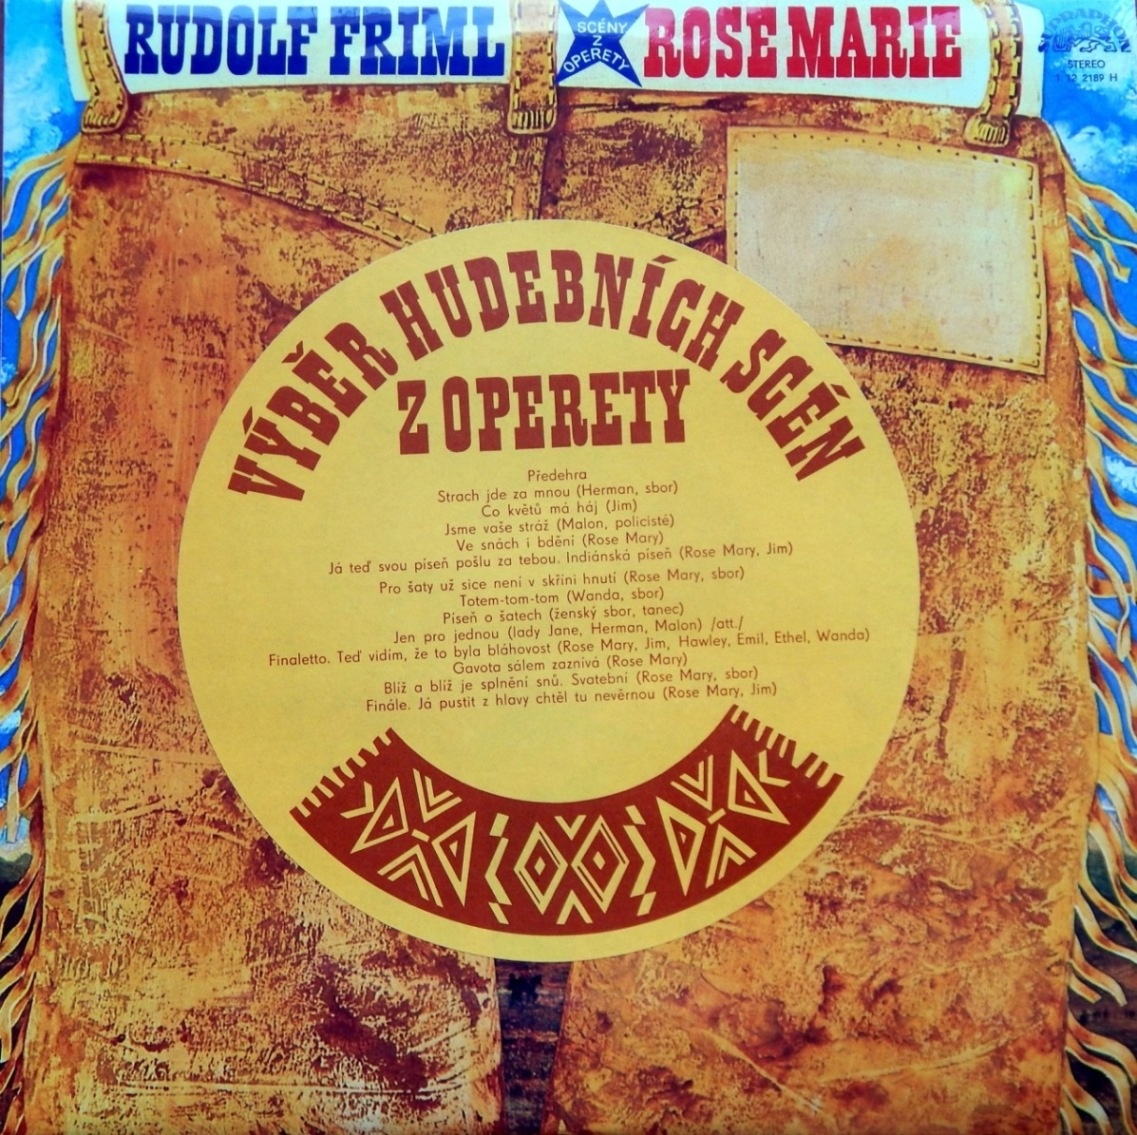 RUDOLF FRIML
SCÉNY
Z
OPERETY
ROSE MARIE
SUPRAPHON
STEREO
1 12 2189 H
VÝBĚR HUDEBNÍCH SCÉN
Z OPERETY
Předehra
Strach jde za mnou (Herman, sbor)
Co květů má háj (Jim)
Jsme vaše stráž (Malon, policisté)
Ve snách i bdění (Rose Mary)
Já teď svou píseň pošlu za tebou. Indiánská píseň (Rose Mary, Jim)
Pro šaty už sice není v skříni hnutí (Rose Mary, sbor)
Totem-tom-tom (Wanda, sbor)
Píseň o šatech (ženský sbor, tanec)
Jen pro jednou (lady Jane, Herman, Malon) /att./
Finaletto. Teď vidím, že to byla bláhovost (Rose Mary, Jim, Hawley, Emil, Ethel, Wanda)
Gavota sálem zaznívá (Rose Mary)
Blíž a blíž je splnění snů. Svatební (Rose Mary, sbor)
Finále. Já pustit z hlavy chtěl tu nevěrnou (Rose Mary, Jim)